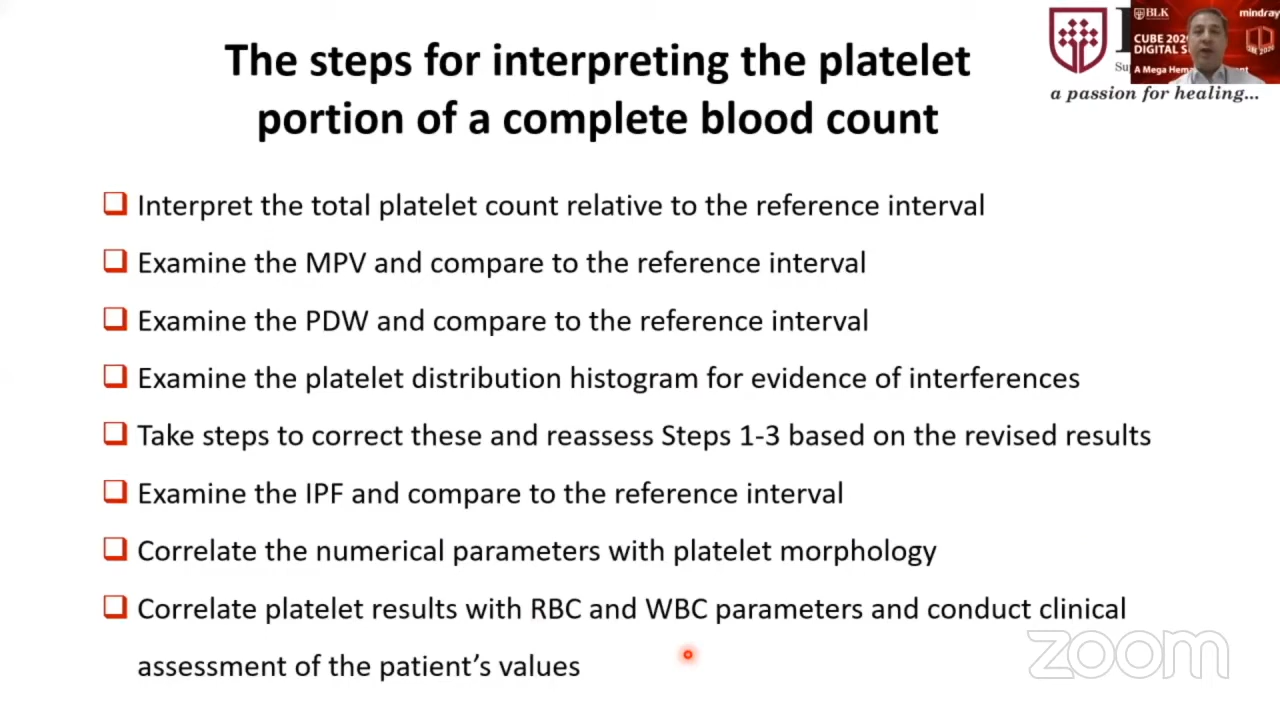 The steps for interpreting the platelet
portion of a complete blood count
BLK
mindray
CUBE 202
DIGITAL S
A Mega Hema
a passion for healing...
Interpret the total platelet count relative to the reference interval
Examine the MPV and compare to the reference interval
Examine the PDW and compare to the reference interval
Examine the platelet distribution histogram for evidence of interferences
Take steps to correct these and reassess Steps 1-3 based on the revised results
Examine the IPF and compare to the reference interval
Correlate the numerical parameters with platelet morphology
Correlate platelet results with RBC and WBC parameters and conduct clinical
assessment of the patient’s values
zoom